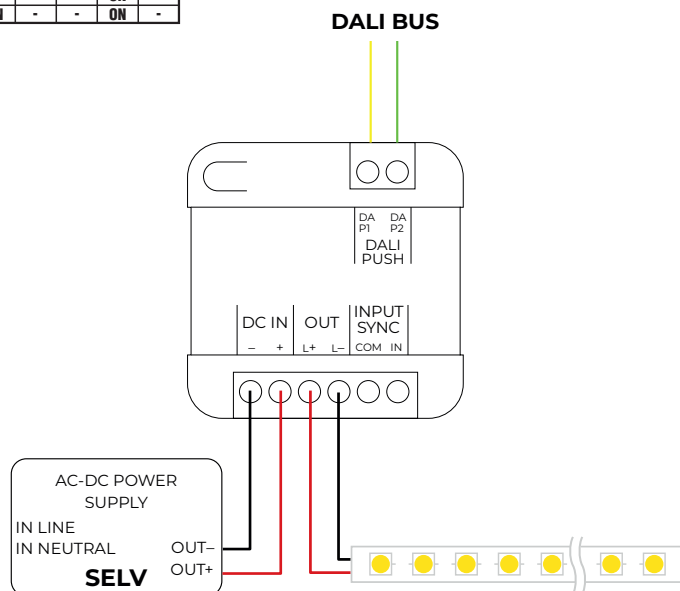 - - ON -
DALI BUS
DA DA
P1 P2
DALI
PUSH
DC IN OUT INPUT
SYNC
– + L+ L– COM IN
AC-DC POWER
SUPPLY
IN LINE
IN NEUTRAL OUT–
SELV OUT+